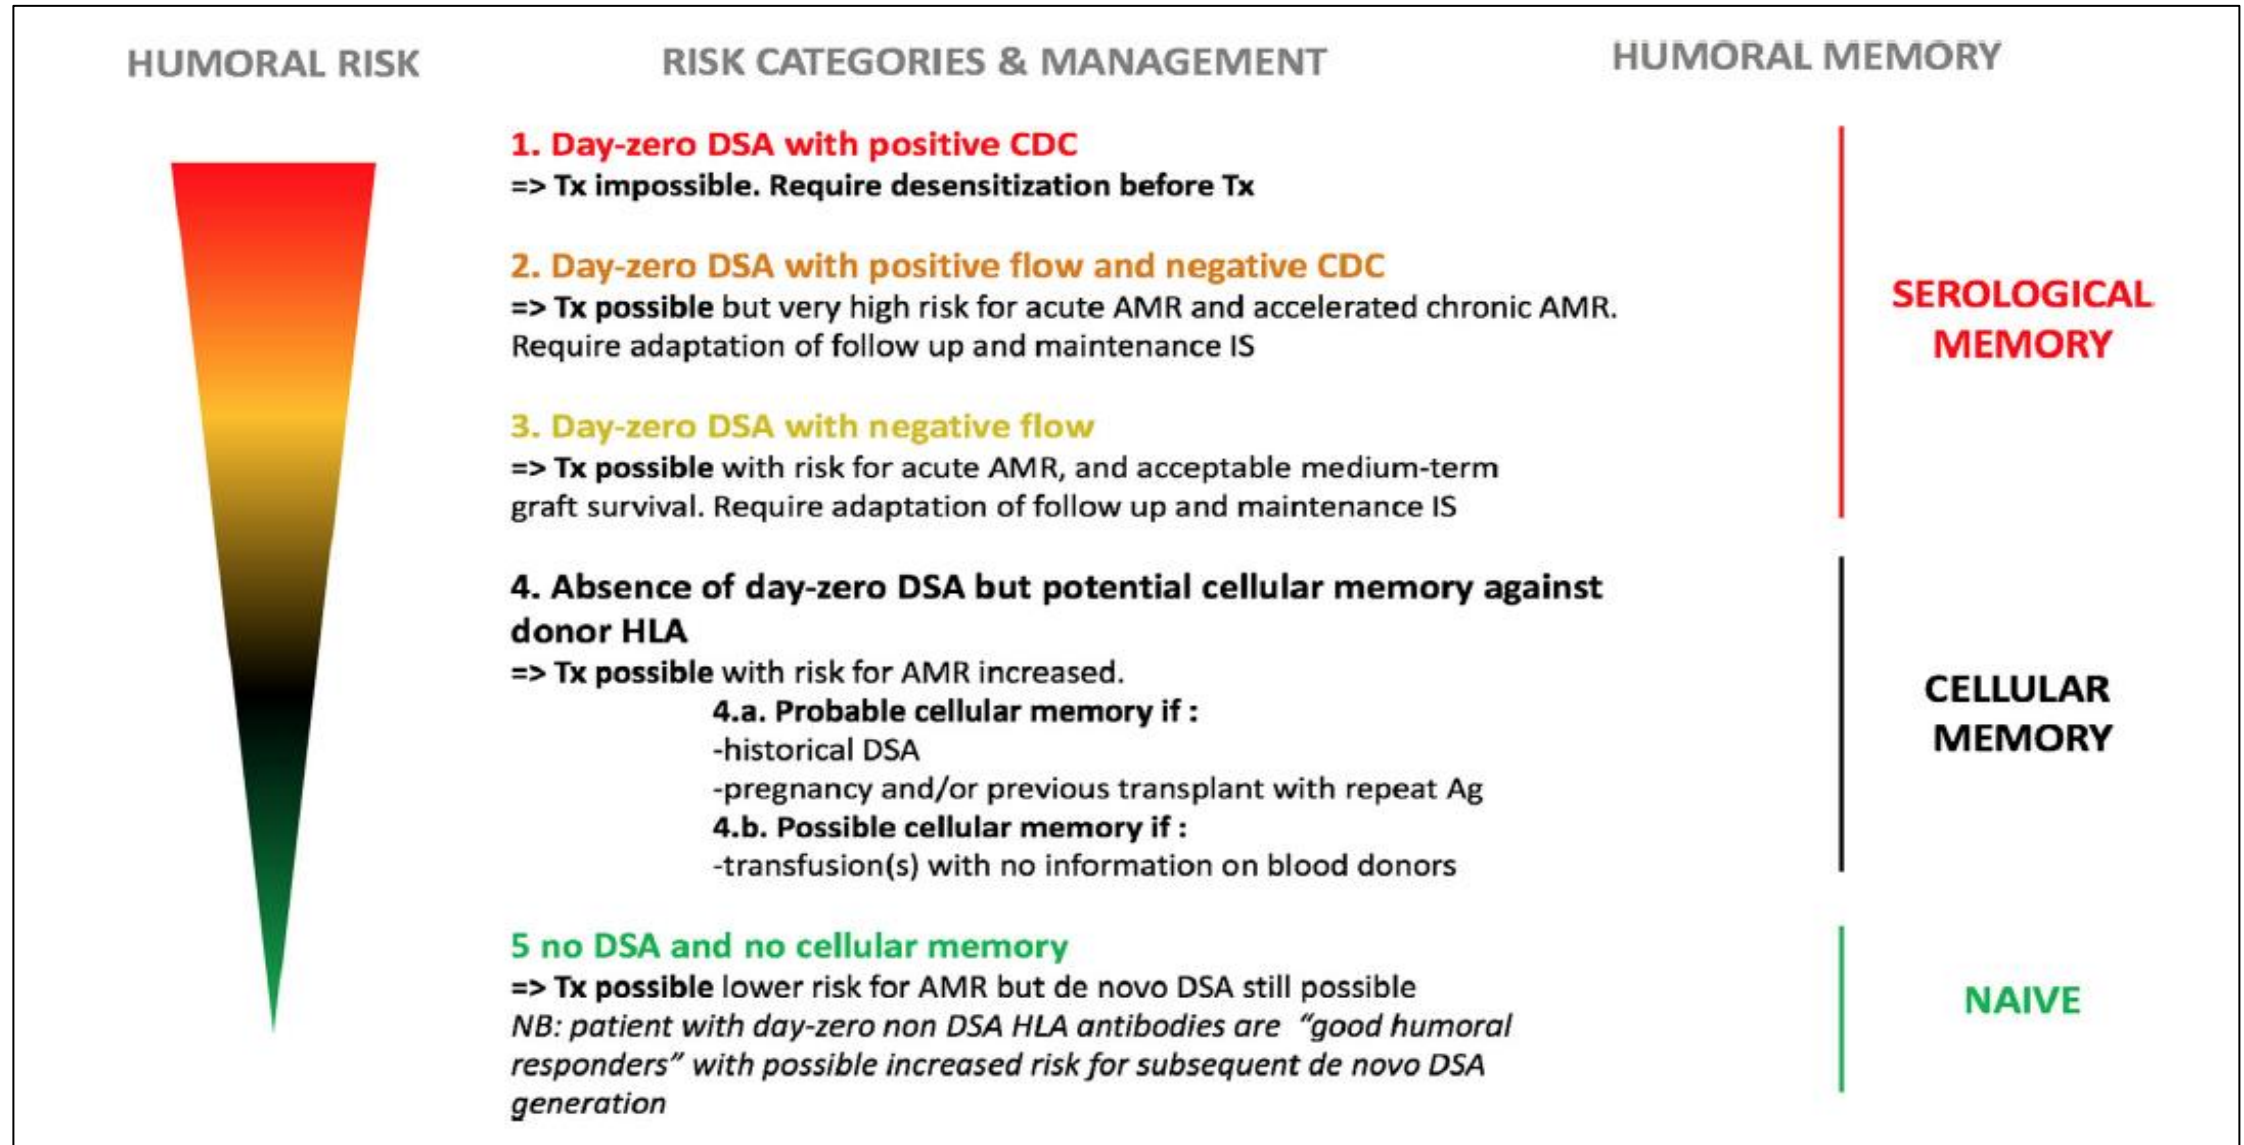 HUMORAL RISK
RISK CATEGORIES & MANAGEMENT
HUMORAL MEMORY
1. Day-zero DSA with positive CDC
=> Tx impossible. Require desensitization before Tx
2. Day-zero DSA with positive flow and negative CDC
=> Tx possible but very high risk for acute AMR and accelerated chronic AMR.
Require adaptation of follow up and maintenance IS
3. Day-zero DSA with negative flow
=> Tx possible with risk for acute AMR, and acceptable medium-term
graft survival. Require adaptation of follow up and maintenance IS
SEROLOGICAL
MEMORY
4. Absence of day-zero DSA but potential cellular memory against
donor HLA
=> Tx possible with risk for AMR increased.
4.a. Probable cellular memory if :
-historical DSA
-pregnancy and/or previous transplant with repeat Ag
4.b. Possible cellular memory if :
-transfusion(s) with no information on blood donors
CELLULAR
MEMORY
5 no DSA and no cellular memory
=> Tx possible lower risk for AMR but de novo DSA still possible
NB: patient with day-zero non DSA HLA antibodies are “good humoral
responders” with possible increased risk for subsequent de novo DSA
generation
NAIVE